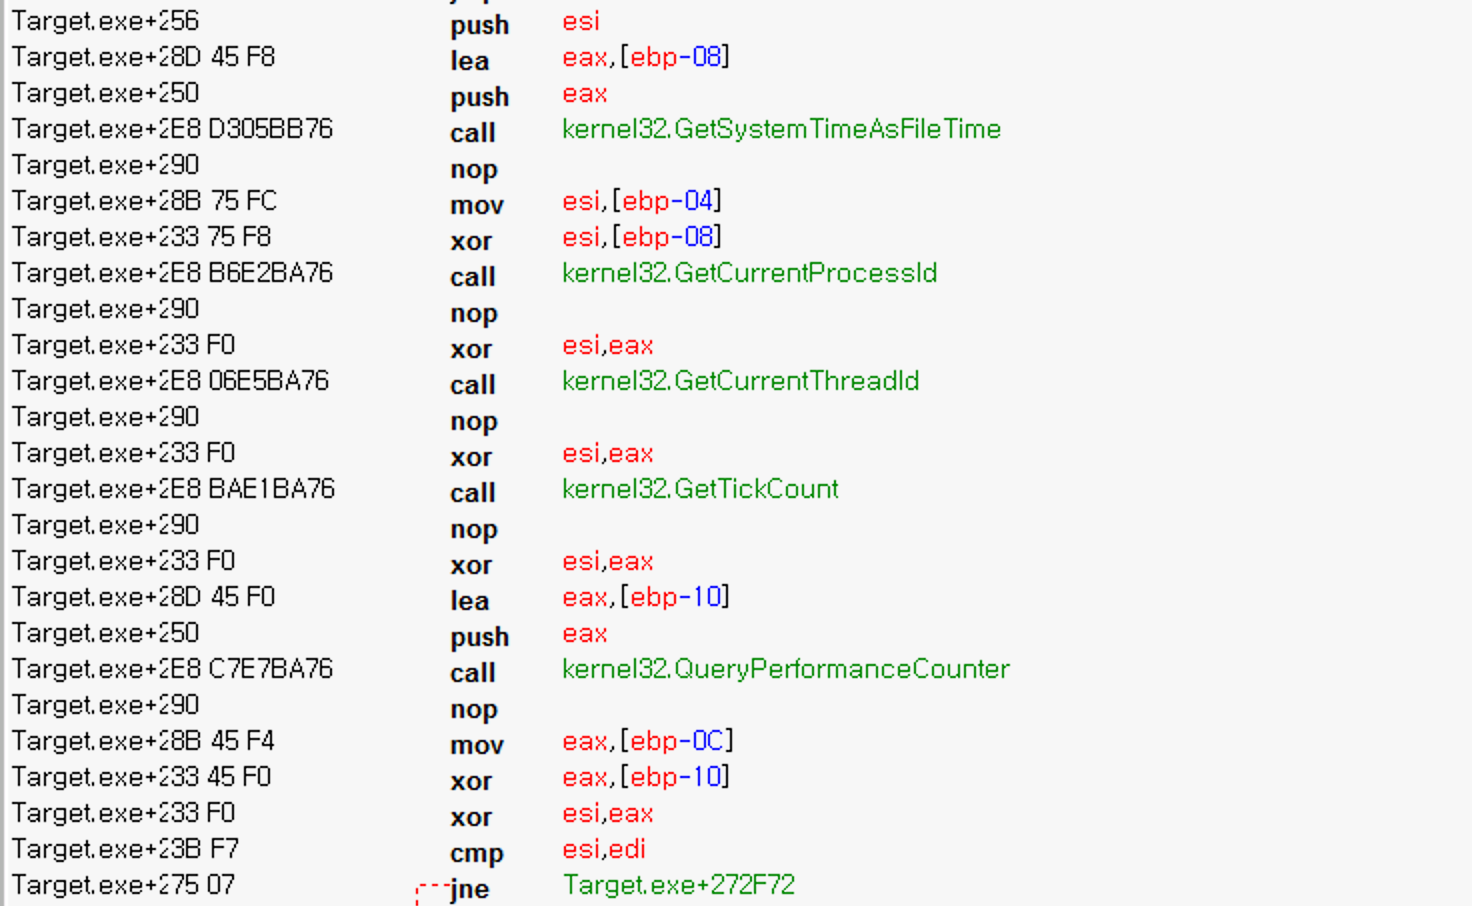 Target.exe+256 push esi
Target.exe+28D 45 F8 lea eax,[ebp-08]
Target.exe+250 push eax
Target.exe+2E8 D305BB76 call kernel32.GetSystemTimeAsFileTime
Target.exe+290 nop
Target.exe+28B 75 FC mov esi,[ebp-04]
Target.exe+233 75 F8 xor esi,[ebp-08]
Target.exe+2E8 B6E2BA76 call kernel32.GetCurrentProcessId
Target.exe+290 nop
Target.exe+233 F0 xor esi,eax
Target.exe+2E8 06E5BA76 call kernel32.GetCurrentThreadId
Target.exe+290 nop
Target.exe+233 F0 xor esi,eax
Target.exe+2E8 BAE1BA76 call kernel32.GetTickCount
Target.exe+290 nop
Target.exe+233 F0 xor esi,eax
Target.exe+28D 45 F0 lea eax,[ebp-10]
Target.exe+250 push eax
Target.exe+2E8 C7E7BA76 call kernel32.QueryPerformanceCounter
Target.exe+290 nop
Target.exe+28B 45 F4 mov eax,[ebp-0C]
Target.exe+233 45 F0 xor eax,[ebp-10]
Target.exe+233 F0 xor esi,eax
Target.exe+23B F7 cmp esi,edi
Target.exe+275 07 jne Target.exe+272F72